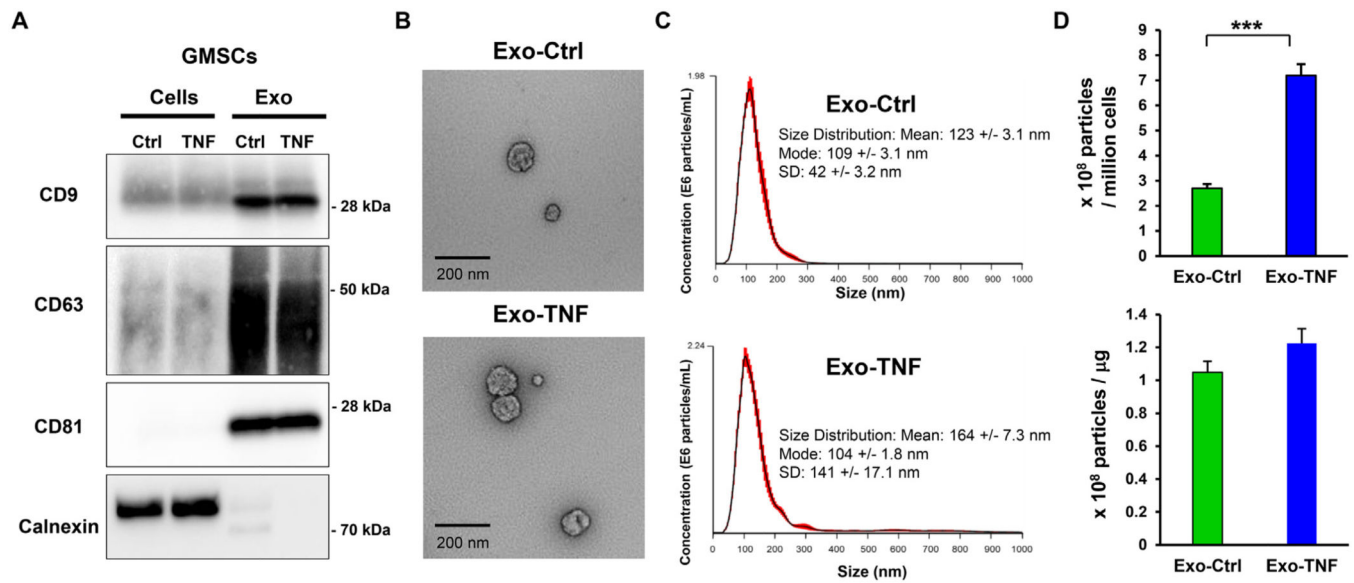 A
GMSCs
Cells Exo
Ctrl TNF Ctrl TNF
CD9
- 28 kDa
CD63
- 50 kDa
CD81
- 28 kDa
Calnexin
- 70 kDa
B
Exo-Ctrl
200 nm
Exo-TNF
200 nm
C
1.98
Concentration (E6 particles/mL)
Exo-Ctrl
Size Distribution: Mean: 123 +/- 3.1 nm
Mode: 109 +/- 3.1 nm
SD: 42 +/- 3.2 nm
0 100 200 300 400 500 600 700 800 900 1000
Size (nm)
2.24
Concentration (E6 particles/mL)
Exo-TNF
Size Distribution: Mean: 164 +/- 7.3 nm
Mode: 104 +/- 1.8 nm
SD: 141 +/- 17.1 nm
0 100 200 300 400 500 600 700 800 900 1000
Size (nm)
D
x 10⁸ particles
/ million cells
9
8
7
6
5
4
3
2
1
0
***
Exo-Ctrl Exo-TNF
x 10⁸ particles / µg
1.4
1.2
1
0.8
0.6
0.4
0.2
0
Exo-Ctrl Exo-TNF